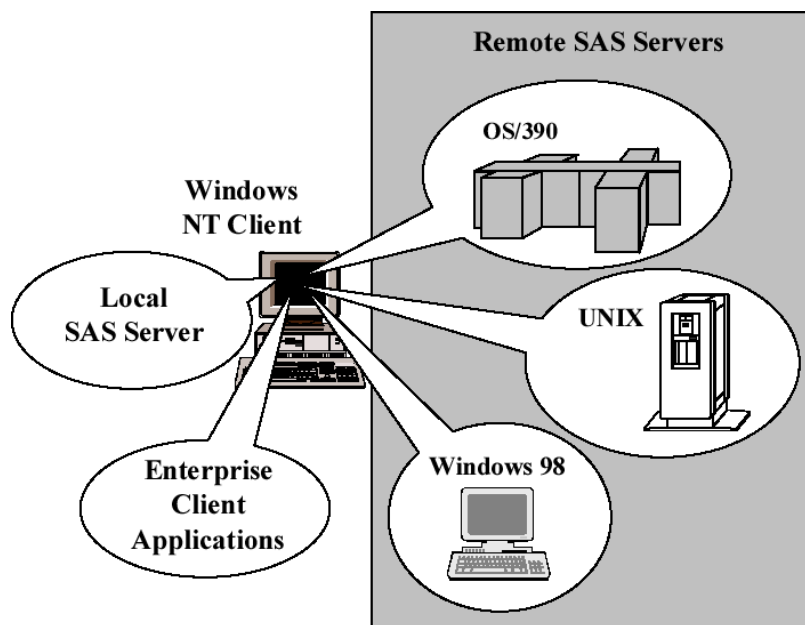 Remote SAS Servers
OS/390
Windows
NT Client
Local
SAS Server
UNIX
Enterprise
Client
Applications
Windows 98